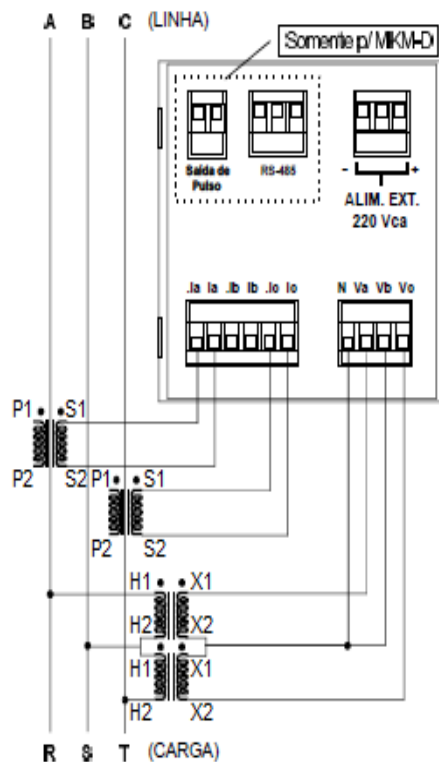 A B C (LINHA)
Somente p/ MKM-D
Saída de
Pulso
RS-485
- +
ALIM. EXT.
220 Vca
.Ia Ia .Ib Ib .Ic Ic
N Va Vb Vc
P1 S1
P2 S2
P1 S1
P2 S2
H1 X1
H2 X2
H1 X1
H2 X2
R S T (CARGA)